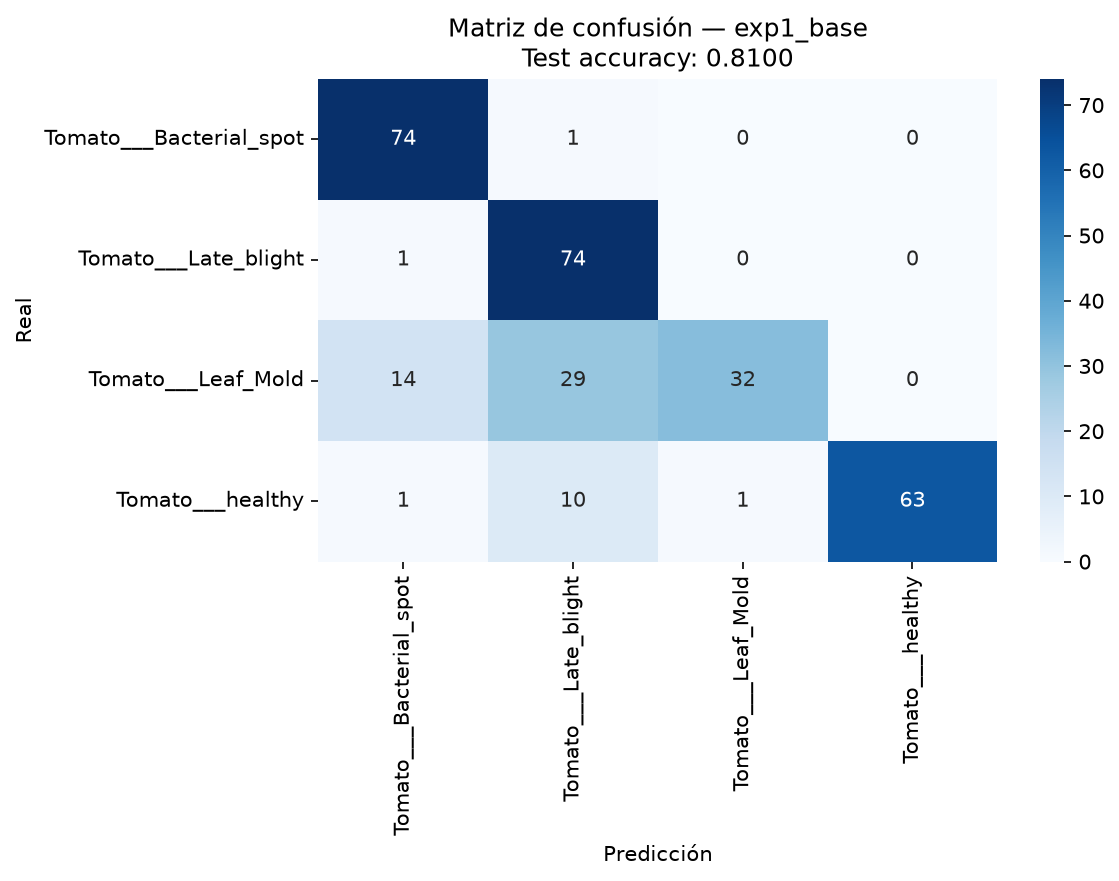 Matriz de confusión — exp1_base
Test accuracy: 0.8100
Real
Tomato___Bacterial_spot
74 1 0 0
Tomato___Late_blight
1 74 0 0
Tomato___Leaf_Mold
14 29 32 0
Tomato___healthy
1 10 1 63
Tomato___Bacterial_spot
Tomato___Late_blight
Tomato___Leaf_Mold
Tomato___healthy
Predicción
70
60
50
40
30
20
10
0